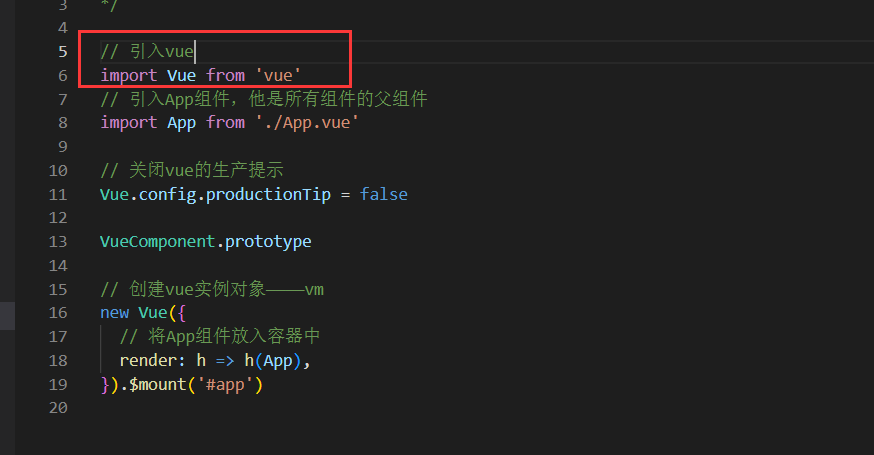 3 */
4
5 // 引入vue
6 import Vue from 'vue'
7 // 引入App组件，他是所有组件的父组件
8 import App from './App.vue'
9
10 // 关闭vue的生产提示
11 Vue.config.productionTip = false
12
13 VueComponent.prototype
14
15 // 创建vue实例对象————vm
16 new Vue({
17 // 将App组件放入容器中
18 render: h => h(App),
19 }).$mount('#app')
20